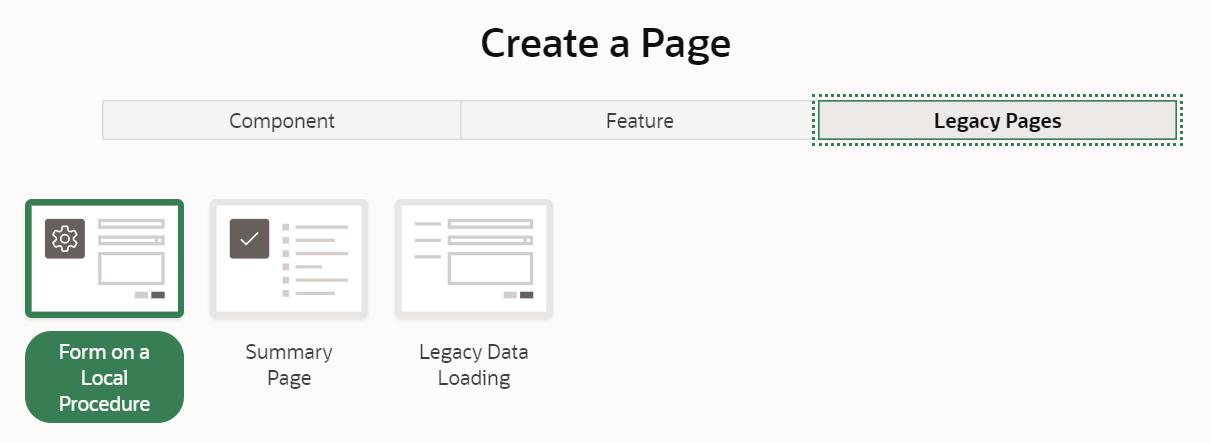 Create a Page
Component
Feature
Legacy Pages
Form on a
Local
Procedure
Summary
Page
Legacy Data
Loading